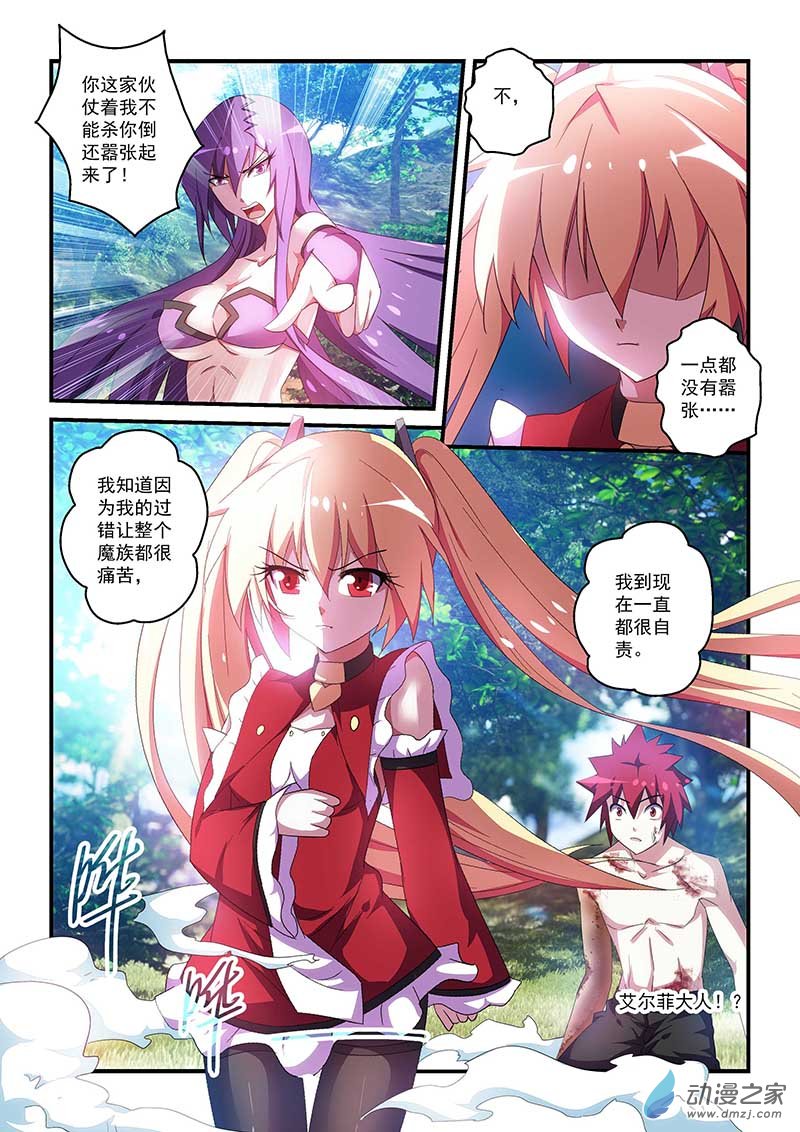 你这家伙
仗着我不
能杀你倒
还嚣张起
来了！
不，
一点都
没有嚣
张……
我知道因
为我的过
错让整个
魔族都很
痛苦，
我到现
在一直
都很自
责。
哗
哗
艾尔菲大人！？
动漫之家
www.dmzj.com